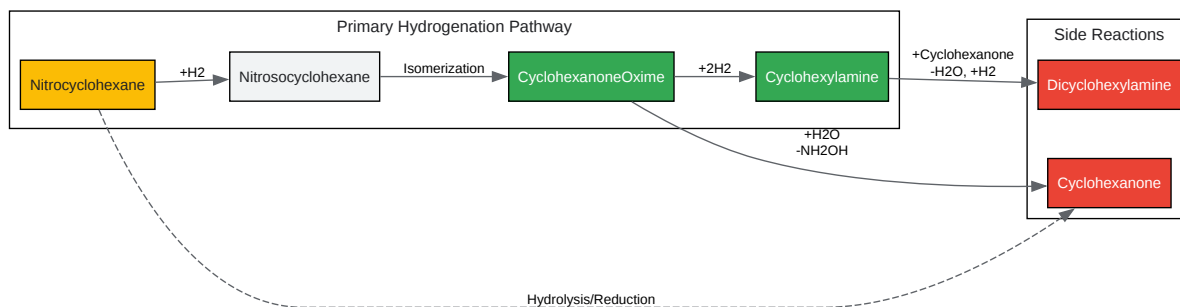 Primary Hydrogenation Pathway
Side Reactions
Nitrocyclohexane
+H2
Nitrosocyclohexane
Isomerization
CyclohexanoneOxime
+2H2
Cyclohexylamine
+Cyclohexanone
-H2O, +H2
Dicyclohexylamine
+H2O
-NH2OH
Cyclohexanone
Hydrolysis/Reduction